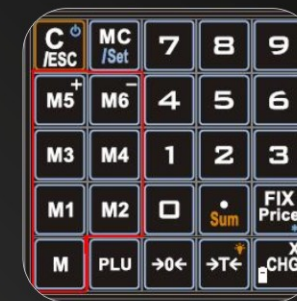 C MC 7 8 9
/ESC /Set
M5+ M6− 4 5 6
M3 M4 1 2 3
M1 M2 0 . FIX
Sum Price
M PLU →0← →T← X
CHG